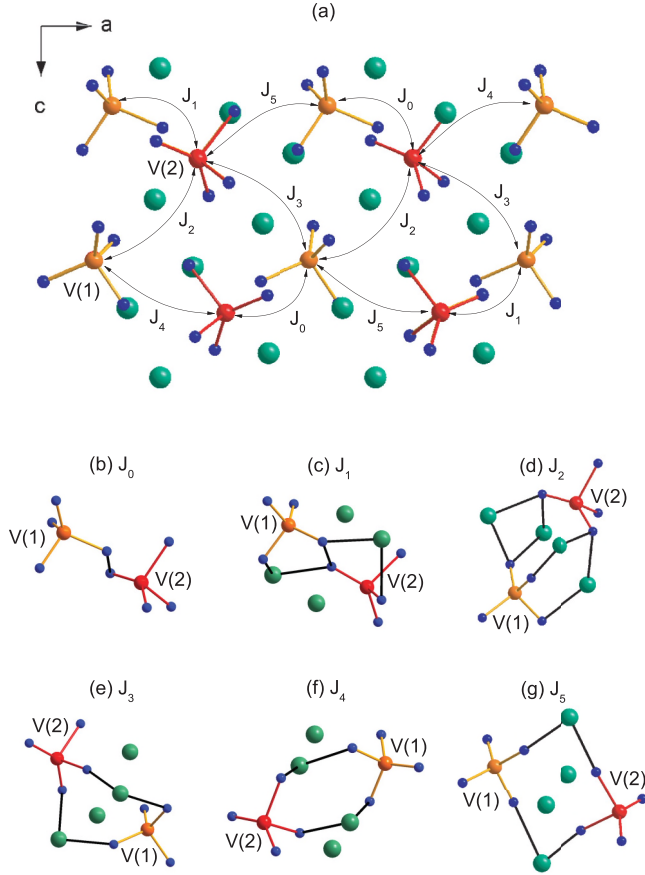 (a)
a
c
J1 J5 J0 J4
V(2)
J3 J3
J2 J2
V(1)
J4 J0 J5 J1
(b) J0 (c) J1 (d) J2
V(1) V(2)
V(1) V(2)
V(2) V(1)
(e) J3 (f) J4 (g) J5
V(2) V(1)
V(1) V(2)
V(1) V(2)